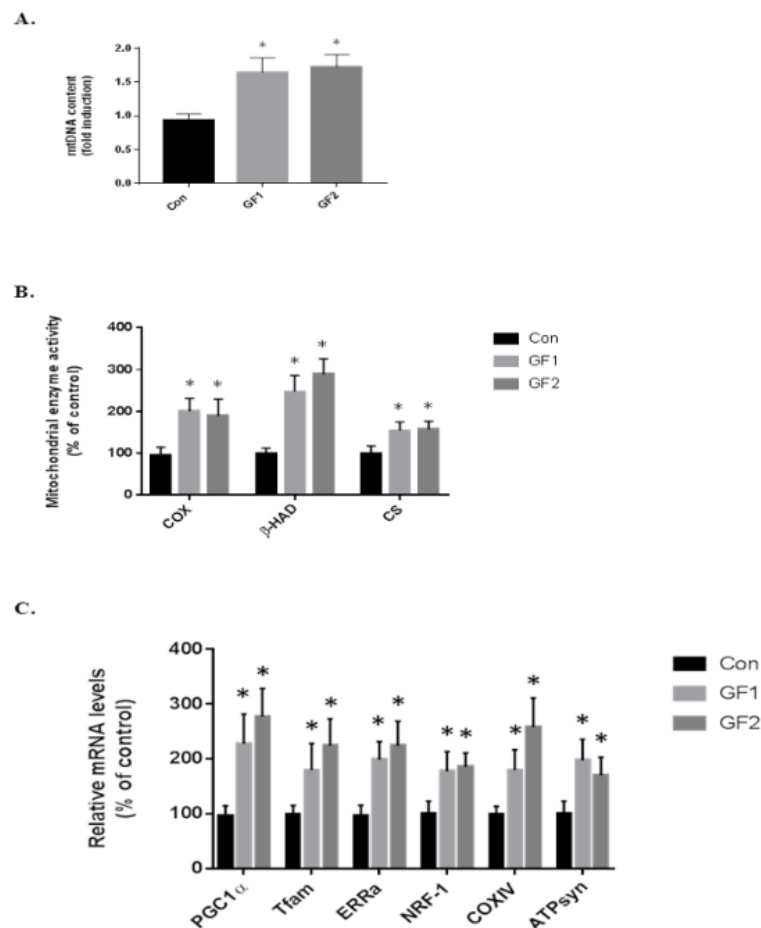 A.
mtDNA content
(fold induction)
2.0
1.5
1.0
0.5
0.0
*
*
Con
GF1
GF2
B.
Mitochondrial enzyme activity
(% of control)
400
300
200
100
0
* *
* *
* *
COX
β-HAD
CS
Con
GF1
GF2
C.
Relative mRNA levels
(% of control)
400
300
200
100
0
* *
* *
* *
* *
* *
* *
PGC1α
Tfam
ERRa
NRF-1
COXIV
ATPsyn
Con
GF1
GF2